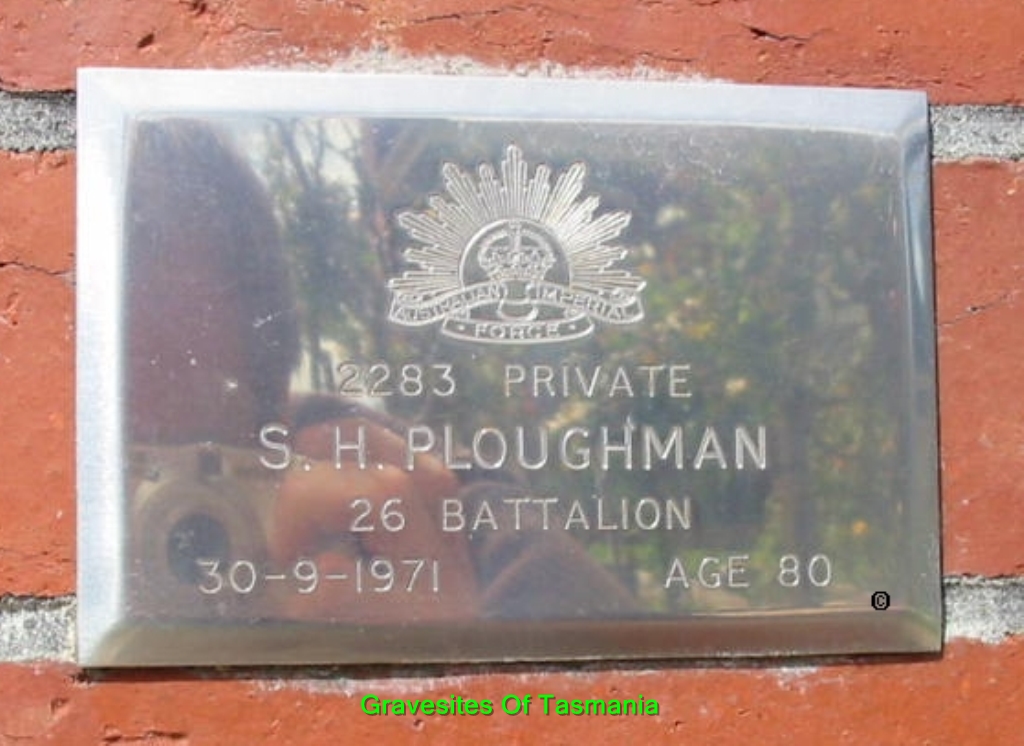 AUSTRALIAN IMPERIAL
FORCE
2283 PRIVATE
S. H. PLOUGHMAN
26 BATTALION
30-9-1971 AGE 80
©
Gravesites Of Tasmania